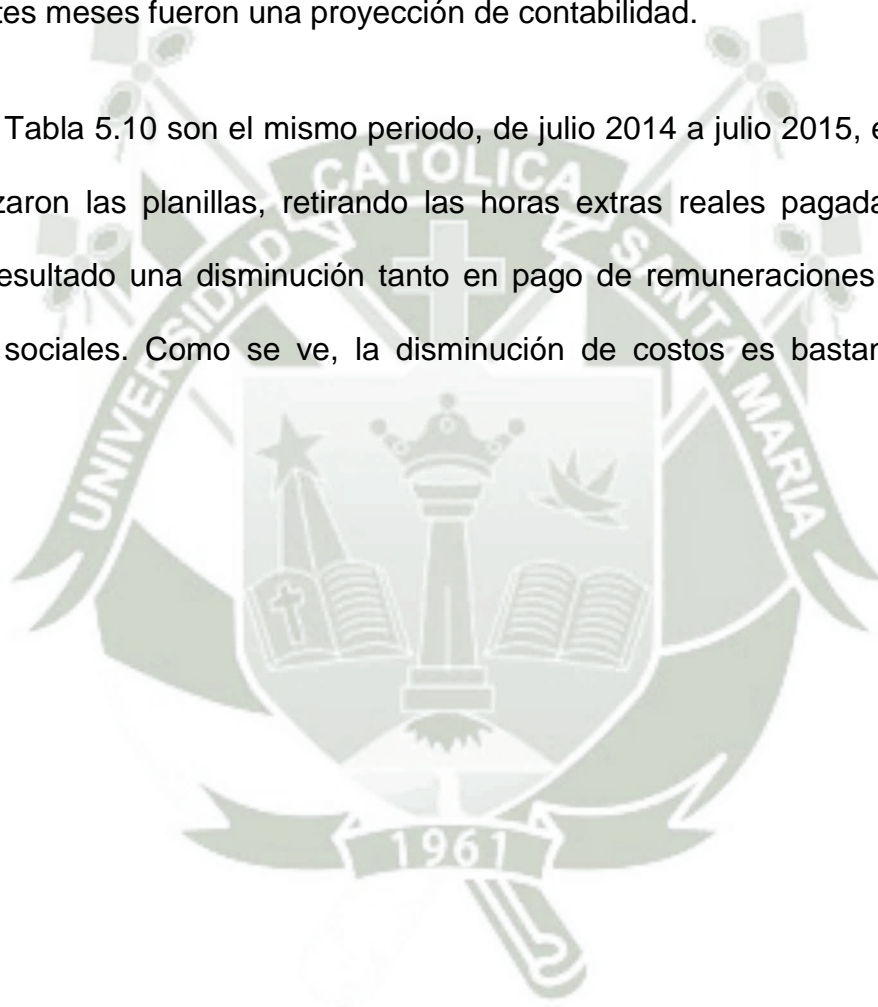 tes meses fueron una proyección de contabilidad.
Tabla 5.10 son el mismo periodo, de julio 2014 a julio 2015, e
zaron las planillas, retirando las horas extras reales pagada
esultado una disminución tanto en pago de remuneraciones
sociales. Como se ve, la disminución de costos es bastan
UNIVERSIDAD CATOLICA SANTA MARIA
1961